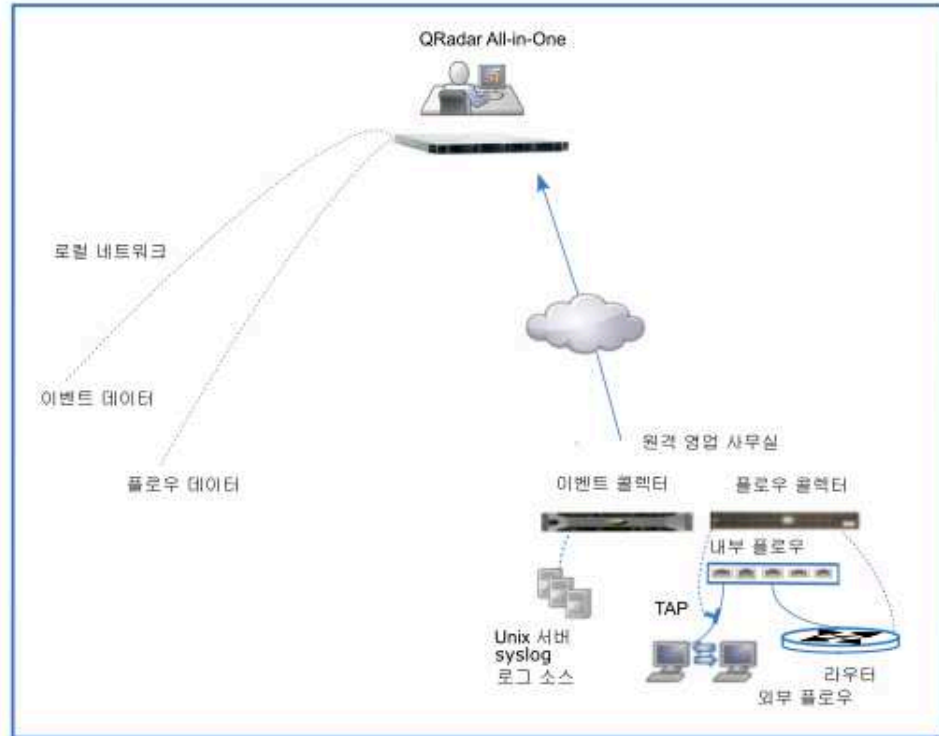 QRadar All-in-One
로컬 네트워크
이벤트 데이터
플로우 데이터
원격 영업 사무실
이벤트 콜렉터
플로우 콜렉터
내부 플로우
TAP
Unix 서버
syslog
로그 소스
라우터
외부 플로우